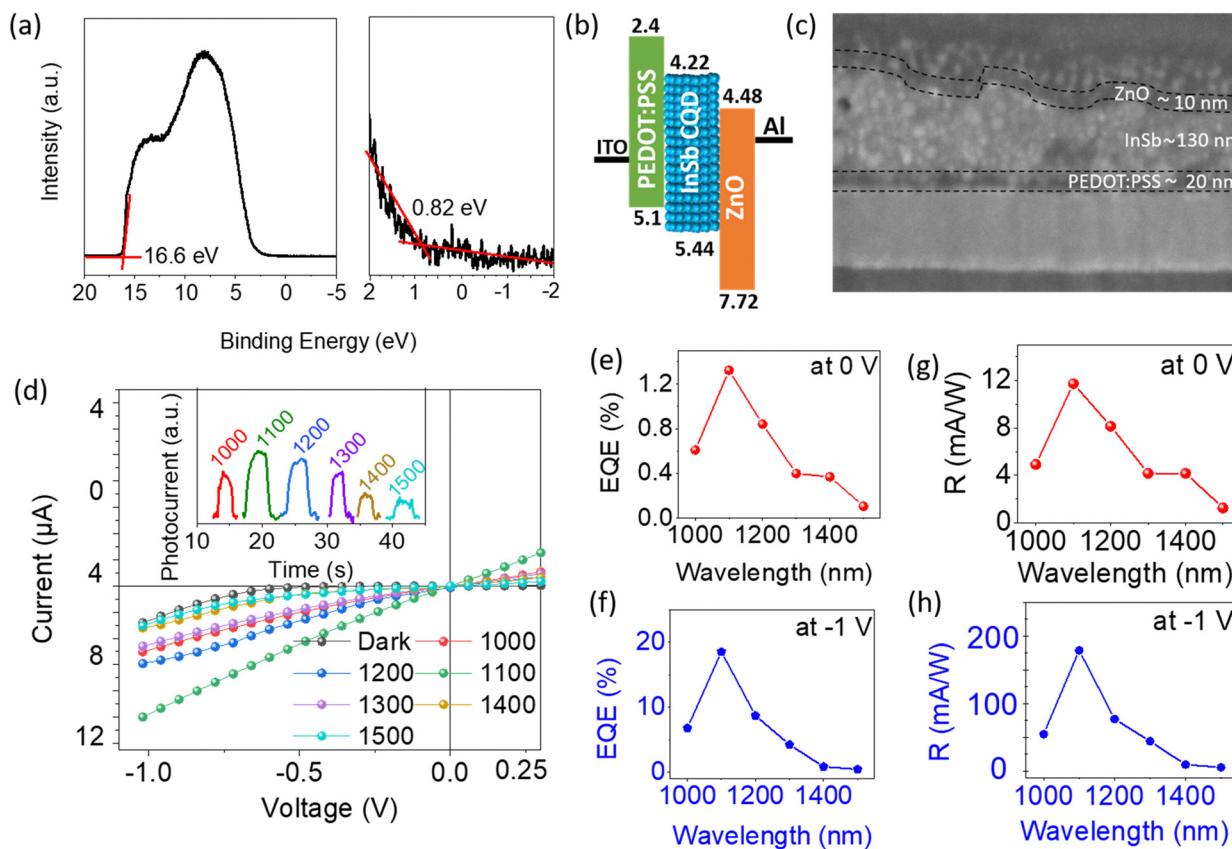 (a)
Intensity (a.u.)
16.6 eV
20 15 10 5 0 -5
0.82 eV
2 1 0 -1 -2
Binding Energy (eV)
(b)
2.4
4.22
4.48
ITO
PEDOT:PSS
InSb CQD
ZnO
Al
5.1
5.44
7.72
(c)
ZnO ~ 10 nm
InSb~130 nm
PEDOT:PSS ~ 20 nm
(d)
Current (µA)
4
0
4
8
12
Photocurrent (a.u.)
1000
1100
1200
1300
1400
1500
10 20 30 40
Time (s)
Dark 1000
1200 1100
1300 1400
1500
-1.0 -0.5 0.0 0.25
Voltage (V)
(e)
at 0 V
EQE (%)
1.2
0.8
0.4
0.0
1000 1200 1400
Wavelength (nm)
(g)
at 0 V
R (mA/W)
12
8
4
0
1000 1200 1400
Wavelength (nm)
(f)
at -1 V
EQE (%)
20
10
0
1000 1200 1400
Wavelength (nm)
(h)
at -1 V
R (mA/W)
200
100
0
1000 1200 1400
Wavelength (nm)